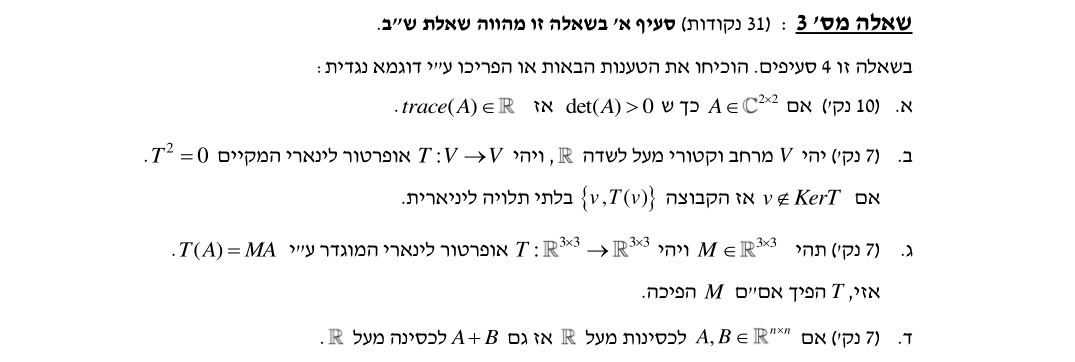 שאלה מס׳ 3 : (31 נקודות) סעיף א׳ בשאלה זו מהווה שאלת ש״ב.
בשאלה זו 4 סעיפים. הוכיחו את הטענות הבאות או הפריכו ע״י דוגמא נגדית:
א. (10 נק׳) אם A ∈ ℂ^{2×2} כך ש det(A) > 0 אז trace(A) ∈ ℝ.
ב. (7 נק׳) יהי V מרחב וקטורי מעל לשדה ℝ, ויהי T : V → V אופרטור לינארי המקיים T² = 0.
אם v ∉ KerT אז הקבוצה {v, T(v)} בלתי תלויה ליניארית.
ג. (7 נק׳) תהי M ∈ ℝ^{3×3} ויהי T : ℝ^{3×3} → ℝ^{3×3} אופרטור לינארי המוגדר ע״י T(A) = MA.
אזי, T הפיך אם״ם M הפיכה.
ד. (7 נק׳) אם A, B ∈ ℝ^{n×n} לכסינות מעל ℝ אז גם A + B לכסינה מעל ℝ.